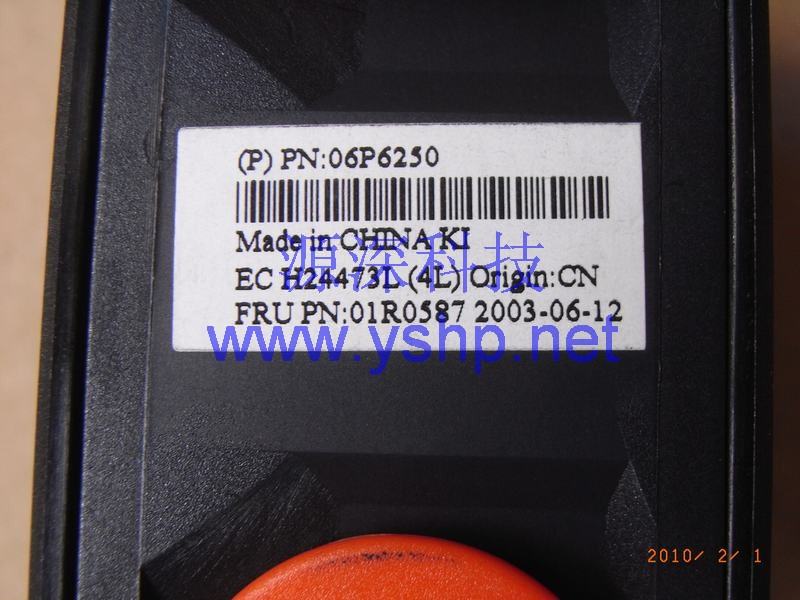 (P) PN:06P6250
Made in CHINA KI
源深科技
EC H24473L (4L) Origin:CN
FRU PN:01R0587 2003-06-12
www.yshp.net
2010/ 2/ 1